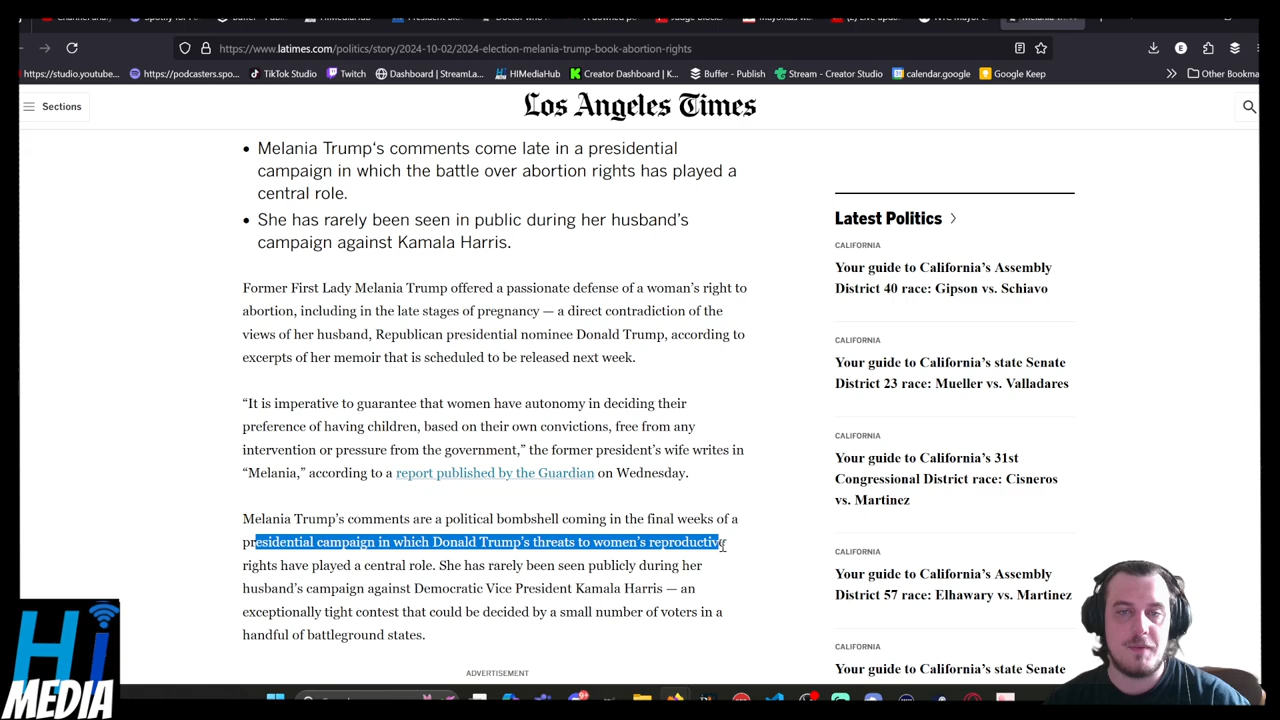 https://www.latimes.com/politics/story/2024-10-02/2024-election-melania-trump-book-abortion-rights
https://studio.youtube...
https://podcasters.spo...
TikTok Studio
Twitch
Dashboard | StreamLa...
HIMediaHub
Creator Dashboard | K...
Buffer - Publish
Stream - Creator Studio
calendar.google
Google Keep
Other Bookma
Sections
Los Angeles Times
• Melania Trump‘s comments come late in a presidential
campaign in which the battle over abortion rights has played a
central role.
• She has rarely been seen in public during her husband’s
campaign against Kamala Harris.
Former First Lady Melania Trump offered a passionate defense of a woman’s right to
abortion, including in the late stages of pregnancy — a direct contradiction of the
views of her husband, Republican presidential nominee Donald Trump, according to
excerpts of her memoir that is scheduled to be released next week.
“It is imperative to guarantee that women have autonomy in deciding their
preference of having children, based on their own convictions, free from any
intervention or pressure from the government,” the former president’s wife writes in
“Melania,” according to a report published by the Guardian on Wednesday.
Melania Trump’s comments are a political bombshell coming in the final weeks of a
presidential campaign in which Donald Trump’s threats to women’s reproductive
rights have played a central role. She has rarely been seen publicly during her
husband’s campaign against Democratic Vice President Kamala Harris — an
exceptionally tight contest that could be decided by a small number of voters in a
handful of battleground states.
ADVERTISEMENT
Latest Politics
CALIFORNIA
Your guide to California’s Assembly
District 40 race: Gipson vs. Schiavo
CALIFORNIA
Your guide to California’s state Senate
District 23 race: Mueller vs. Valladares
CALIFORNIA
Your guide to California’s 31st
Congressional District race: Cisneros
vs. Martinez
CALIFORNIA
Your guide to California’s Assembly
District 57 race: Elhawary vs. Martinez
CALIFORNIA
Your guide to California’s state Senate
Hi
MEDIA